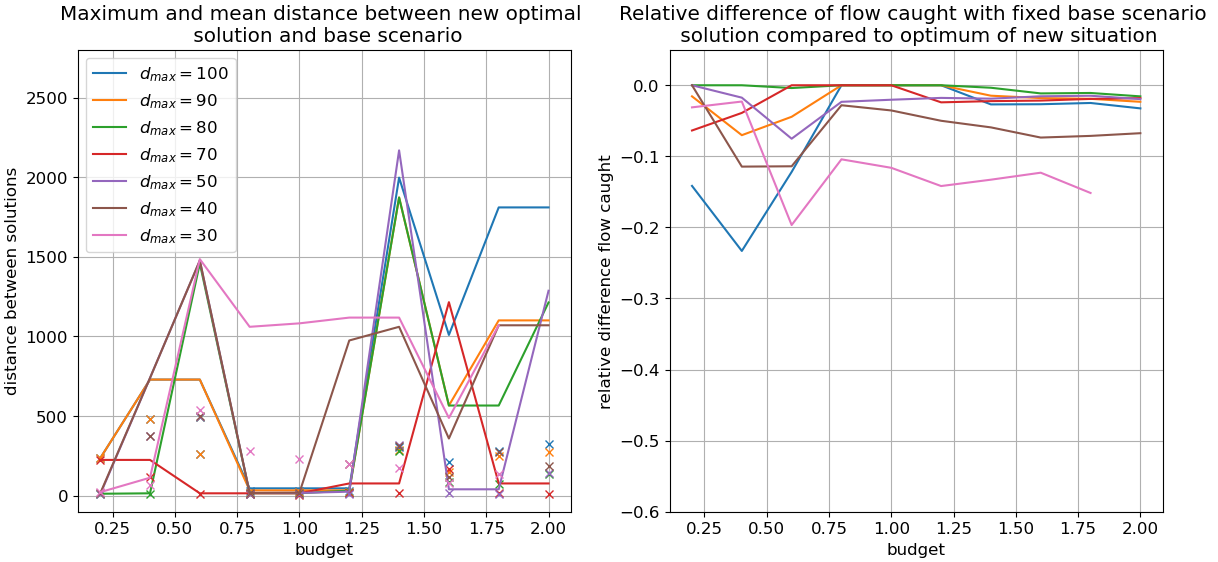 Maximum and mean distance between new optimal
solution and base scenario
distance between solutions
2500
2000
1500
1000
500
0
d_max = 100
d_max = 90
d_max = 80
d_max = 70
d_max = 50
d_max = 40
d_max = 30
0.25 0.50 0.75 1.00 1.25 1.50 1.75 2.00
budget
Relative difference of flow caught with fixed base scenario
solution compared to optimum of new situation
relative difference flow caught
0.0
−0.1
−0.2
−0.3
−0.4
−0.5
−0.6
0.25 0.50 0.75 1.00 1.25 1.50 1.75 2.00
budget